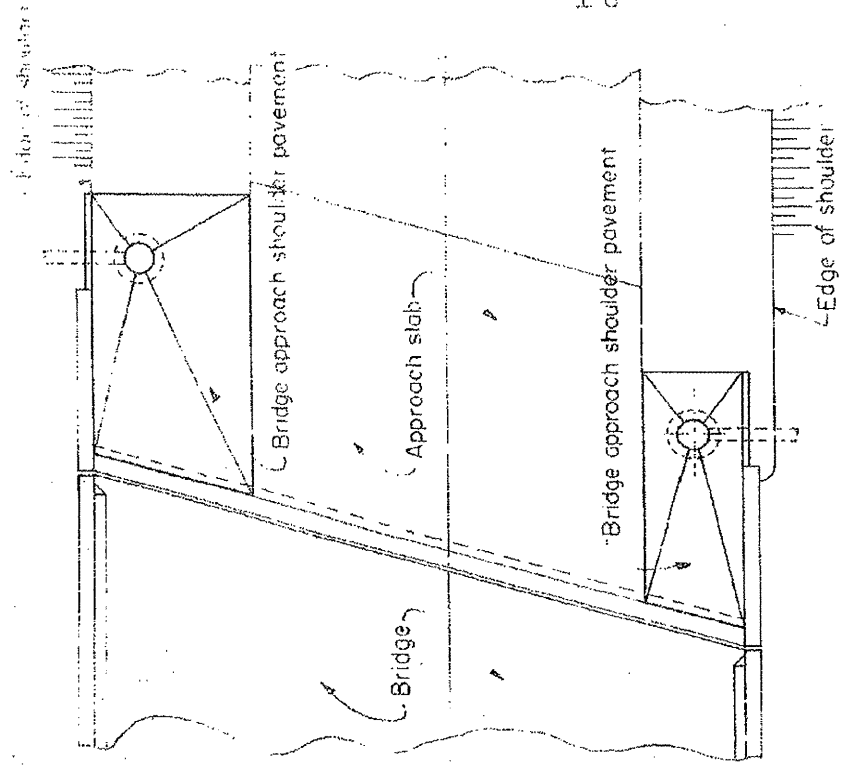 Edge of shoulder
Bridge approach shoulder pavement
Approach slab
Bridge approach shoulder pavement
Bridge
Edge of shoulder